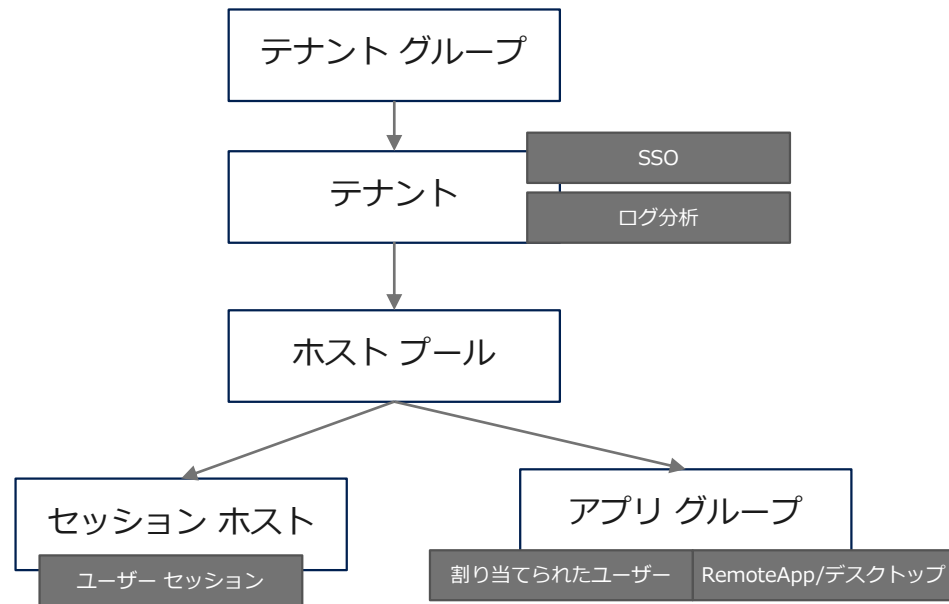 テナント グループ
テナント
SSO
ログ分析
ホスト プール
セッション ホスト
ユーザー セッション
アプリ グループ
割り当てられたユーザー
RemoteApp/デスクトップ